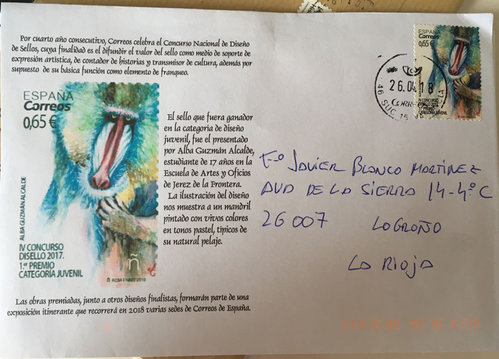 Por cuarto año consecutivo, Correos celebra el Concurso Nacional de Diseño
de Sellos, cuya finalidad es el difundir el valor del sello como medio de soporte de
expresión artística, de contador de historias y transmisor de cultura, además por
supuesto de su básica función como elemento de franqueo.
ESPAÑA
Correos
0,65 €
ALBA GUZMÁN ALCALDE
IV CONCURSO
DISELLO 2017.
1.er PREMIO
CATEGORÍA JUVENIL
ñ
El sello que fuera ganador
en la categoría de diseño
juvenil, fue el presentado
por Alba Guzmán Alcalde,
estudiante de 17 años en la
Escuela de Artes y Oficios
de Jerez de la Frontera.
La ilustración del diseño
nos muestra a un mandril
pintado con vivos colores
en tonos pastel, típicos de
su natural pelaje.
Las obras premiadas, junto a otros diseños finalistas, formarán parte de una
exposición itinerante que recorrerá en 2018 varias sedes de Correos de España.
ESPAÑA
Correos
0,65 €
26.04.18
46 SUC. 15
Fº JAVIER BLANCO MARTINEZ
AVD DE LA SIERRA 14-4º C
26007 LOGROÑO
LA RIOJA